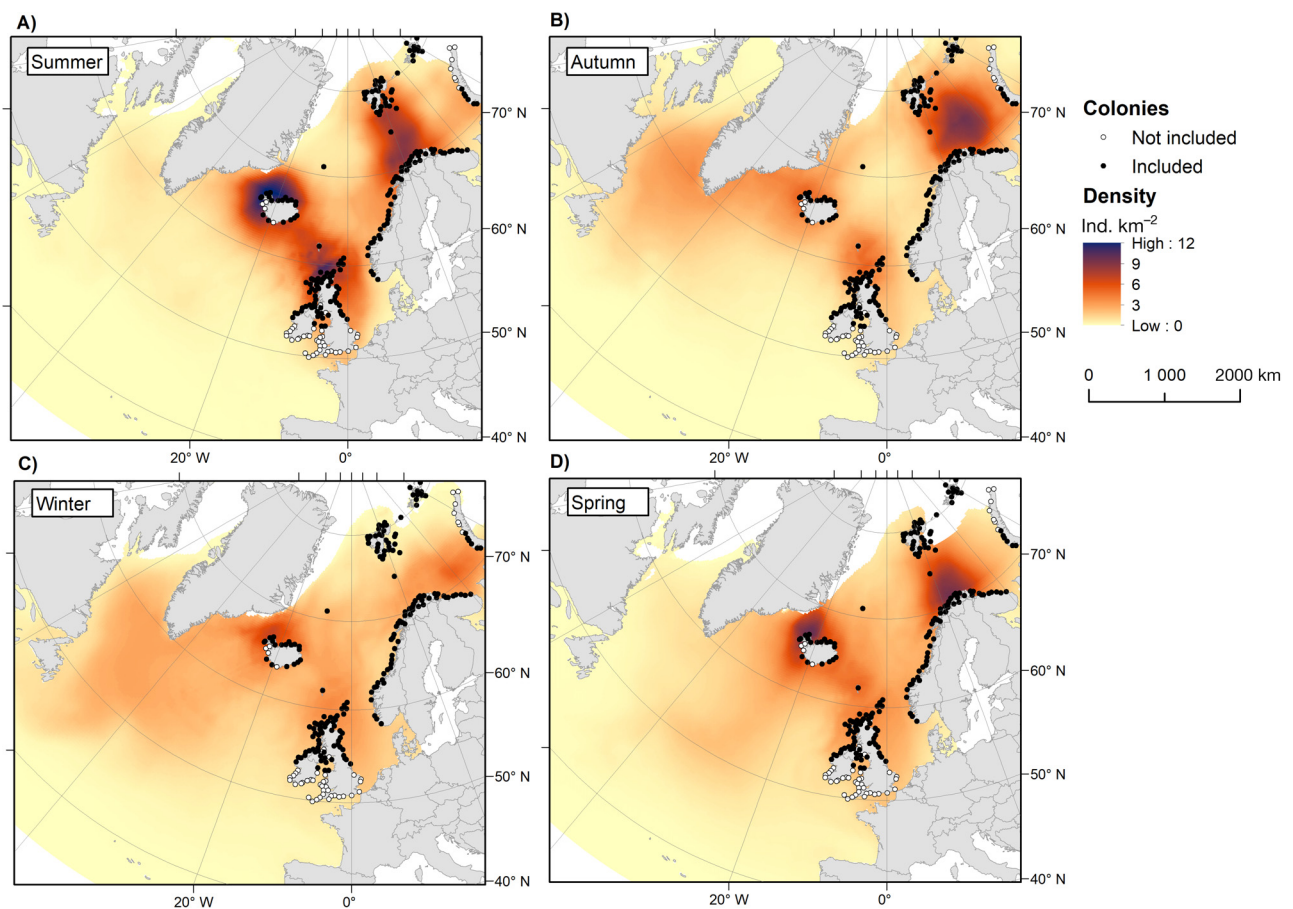 A)
Summer
70° N
60° N
50° N
40° N
20° W
0°
B)
Autumn
70° N
60° N
50° N
40° N
20° W
0°
Colonies
Not included
Included
Density
Ind. km⁻²
High : 12
9
6
3
Low : 0
0 1 000 2000 km
C)
Winter
70° N
60° N
50° N
40° N
20° W
0°
D)
Spring
70° N
60° N
50° N
40° N
20° W
0°